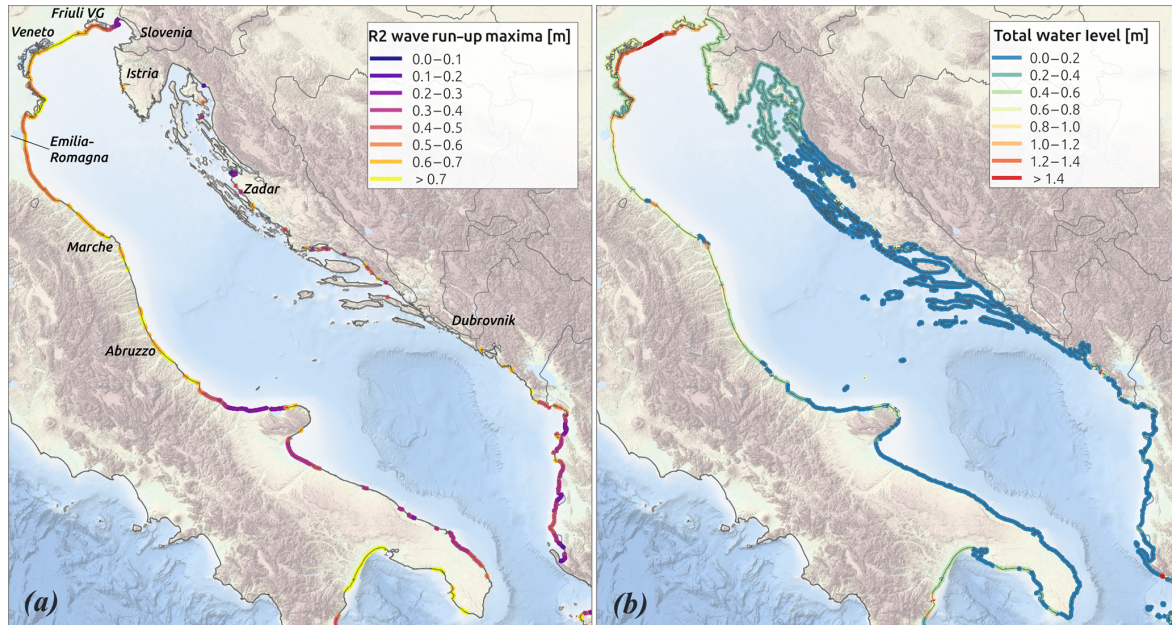 Friuli VG
Veneto
Slovenia
Istria
Emilia-
Romagna
Zadar
Marche
Dubrovnik
Abruzzo
R2 wave run-up maxima [m]
0.0–0.1
0.1–0.2
0.2–0.3
0.3–0.4
0.4–0.5
0.5–0.6
0.6–0.7
> 0.7
(a)
Total water level [m]
0.0–0.2
0.2–0.4
0.4–0.6
0.6–0.8
0.8–1.0
1.0–1.2
1.2–1.4
> 1.4
(b)